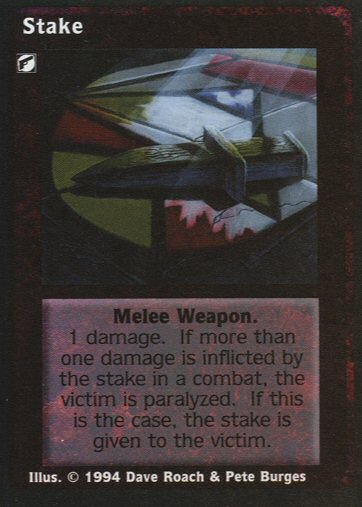 Stake
Melee Weapon.
1 damage. If more than
one damage is inflicted by
the stake in a combat, the
victim is paralyzed. If this
is the case, the stake is
given to the victim.
Illus. © 1994 Dave Roach & Pete Burges